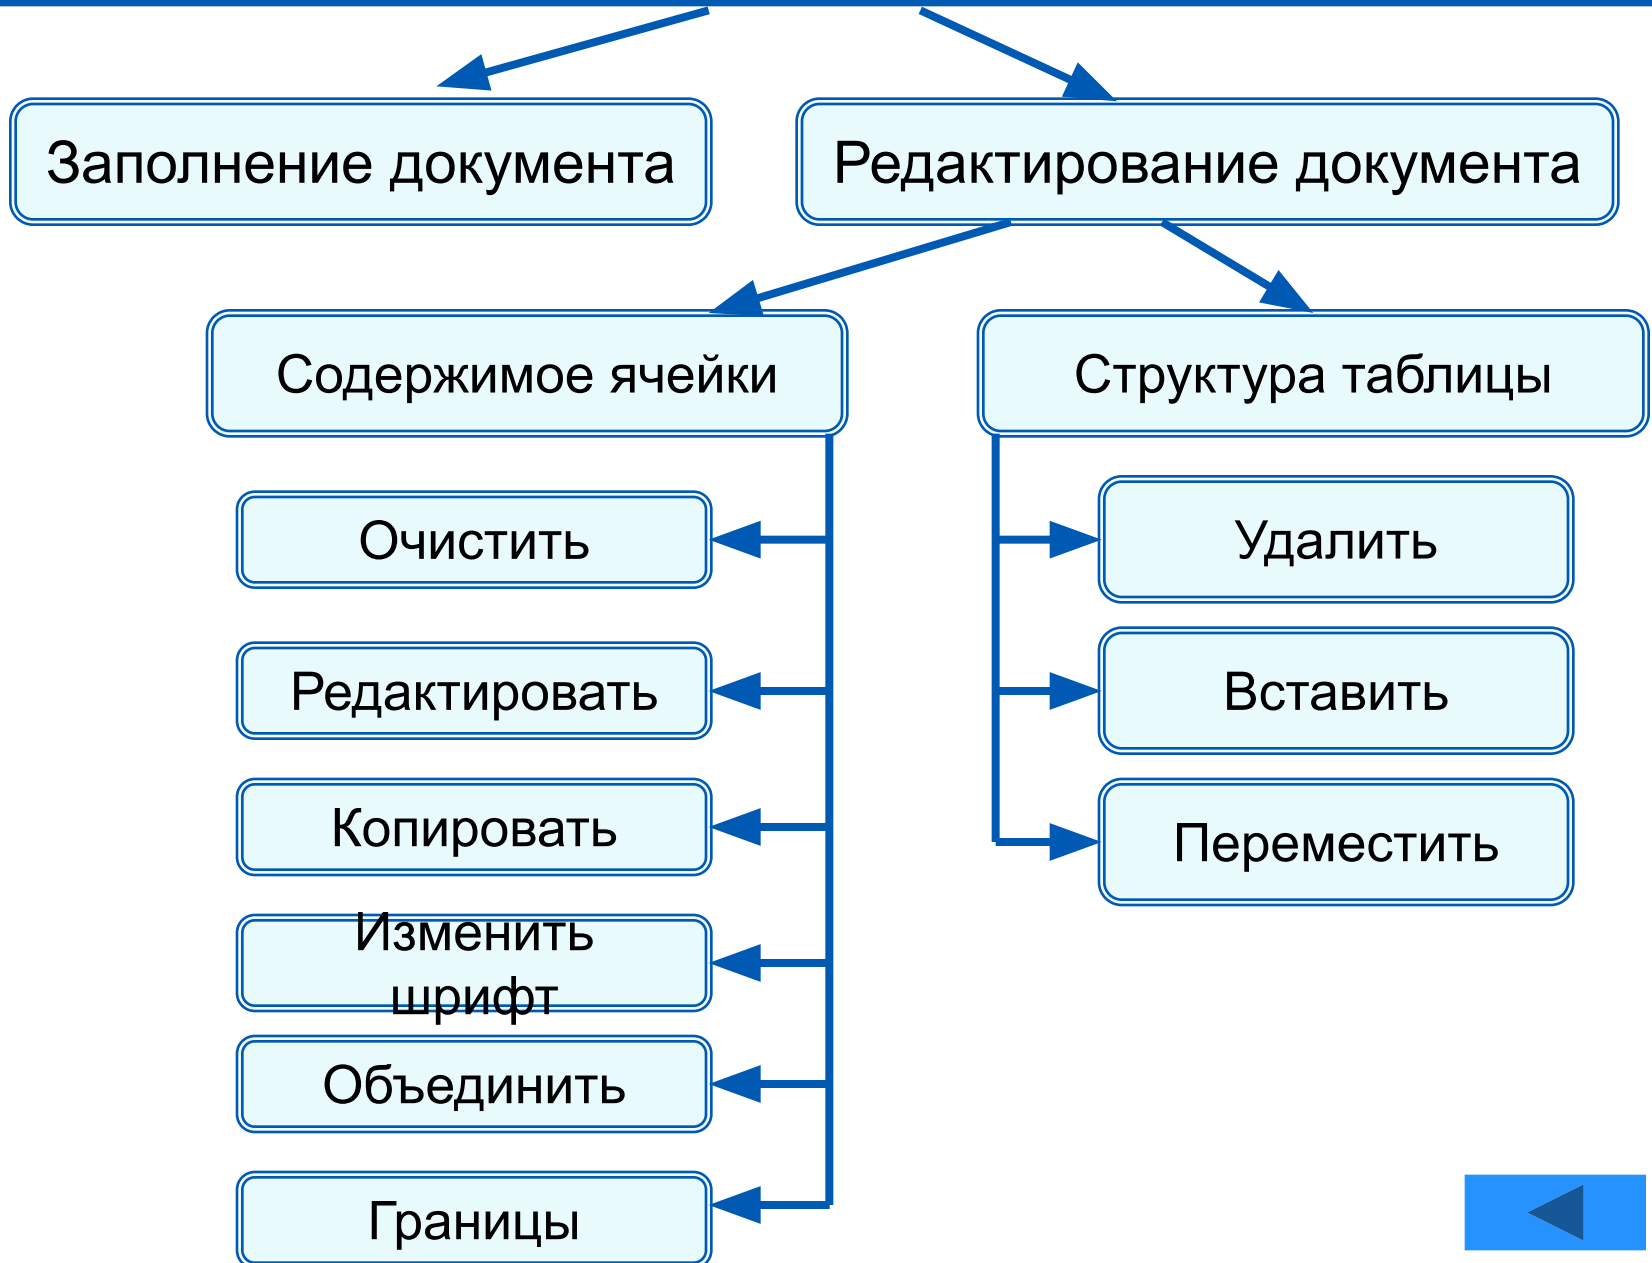 Заполнение документа
Редактирование документа
Содержимое ячейки
Структура таблицы
Очистить
Редактировать
Копировать
Изменить
шрифт
Объединить
Границы
Удалить
Вставить
Переместить